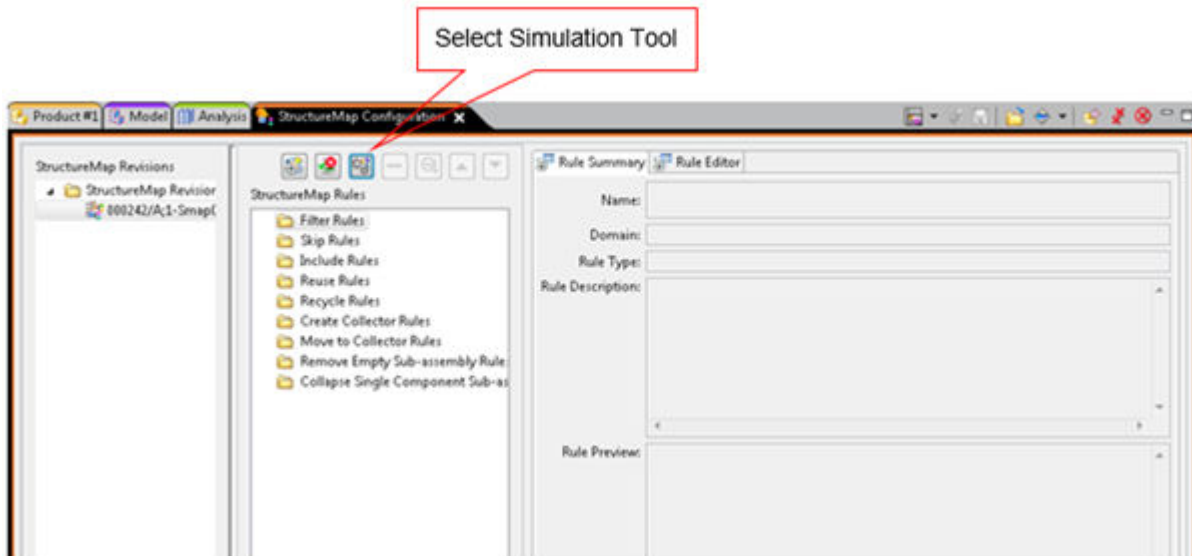 Select Simulation Tool
Product #1 Model Analysis StructureMap Configuration
StructureMap Revisions
StructureMap Revisior
000242/A;1-Smap(
StructureMap Rules
Filter Rules
Skip Rules
Include Rules
Reuse Rules
Recycle Rules
Create Collector Rules
Move to Collector Rules
Remove Empty Sub-assembly Rule
Collapse Single Component Sub-as
Rule Summary Rule Editor
Name:
Domain:
Rule Type:
Rule Description:
Rule Preview: